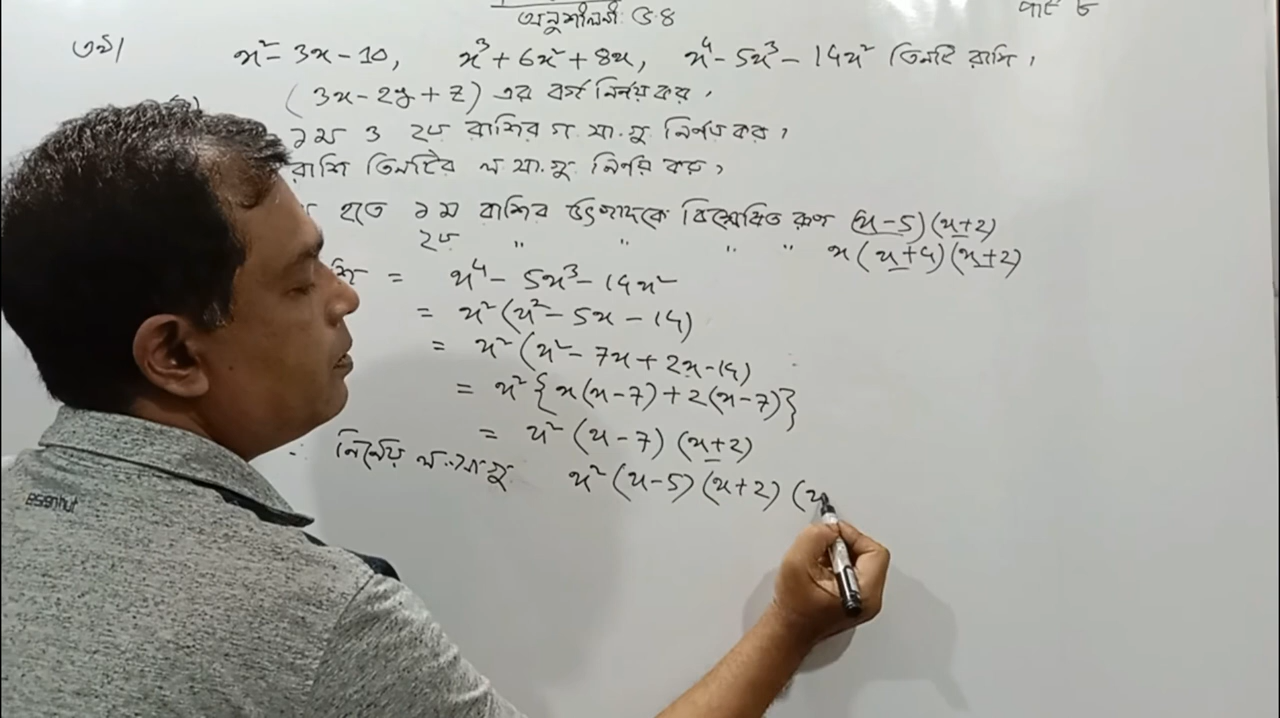 অনুশীলনী ৫.৪
পাঠ ৮
৩৯। x² - 3x - 10, x³ + 6x² + 8x, x⁴ - 5x³ - 14x² তিনটি রাশি।
(3x - 2y + z) এর বর্গ নির্ণয় কর।
১ম ও ২য় রাশির গ.সা.গু নির্ণয় কর।
রাশি তিনটির ল.সা.গু. নির্ণয় কর।
হতে ১ম রাশির উৎপাদকে বিশ্লেষিত রূপ (x - 5)(x + 2)
২য় " " " " x(x + 4)(x + 2)
= x⁴ - 5x³ - 14x²
= x²(x² - 5x - 14)
= x²(x² - 7x + 2x - 14)
= x²{x(x - 7) + 2(x - 7)}
= x²(x - 7)(x + 2)
নির্ণেয় ল.সা.গু x²(x - 5)(x + 2)(x
esenhut